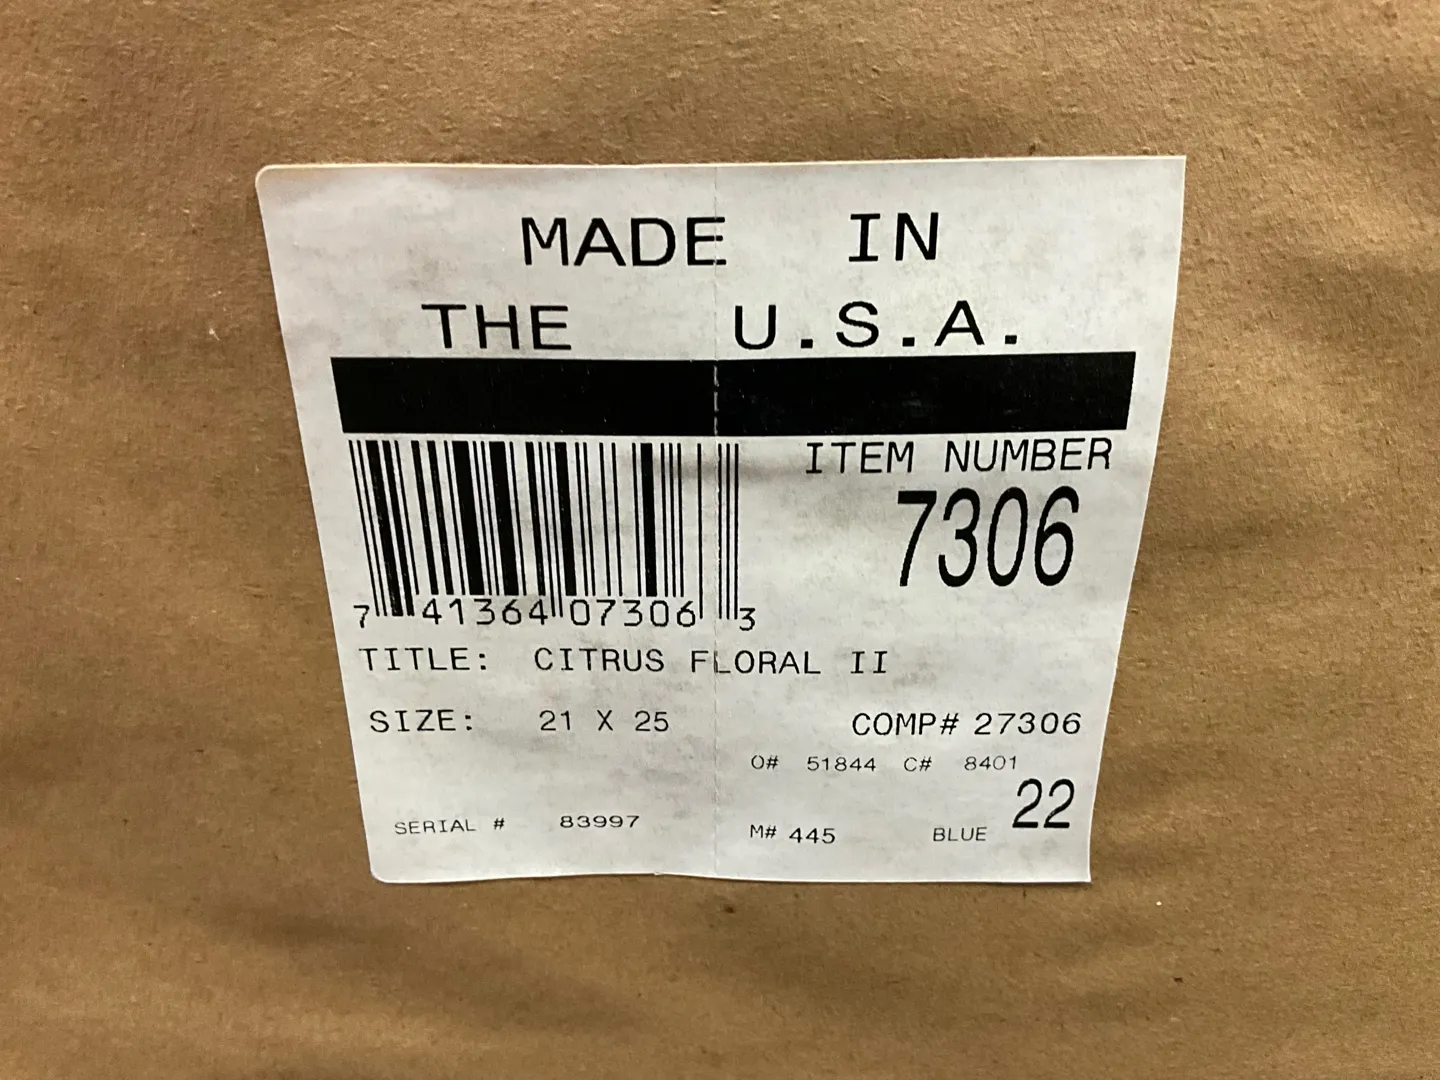 MADE IN
THE U.S.A.
ITEM NUMBER
7306
7 41364 07306 3
TITLE: CITRUS FLORAL II
SIZE: 21 X 25 COMP# 27306
O# 51844 C# 8401
22
SERIAL # 83997 M# 445 BLUE